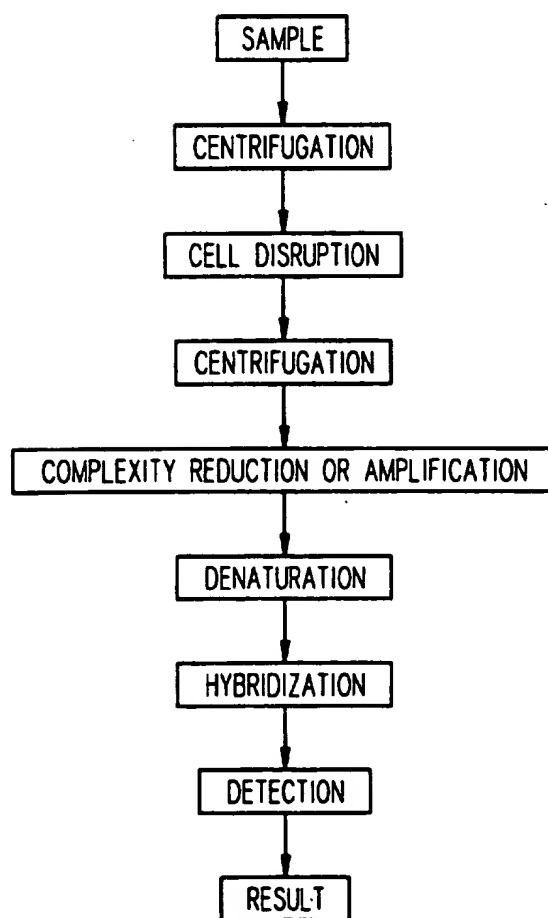 SAMPLE
CENTRIFUGATION
CELL DISRUPTION
CENTRIFUGATION
COMPLEXITY REDUCTION OR AMPLIFICATION
DENATURATION
HYBRIDIZATION
DETECTION
RESULT